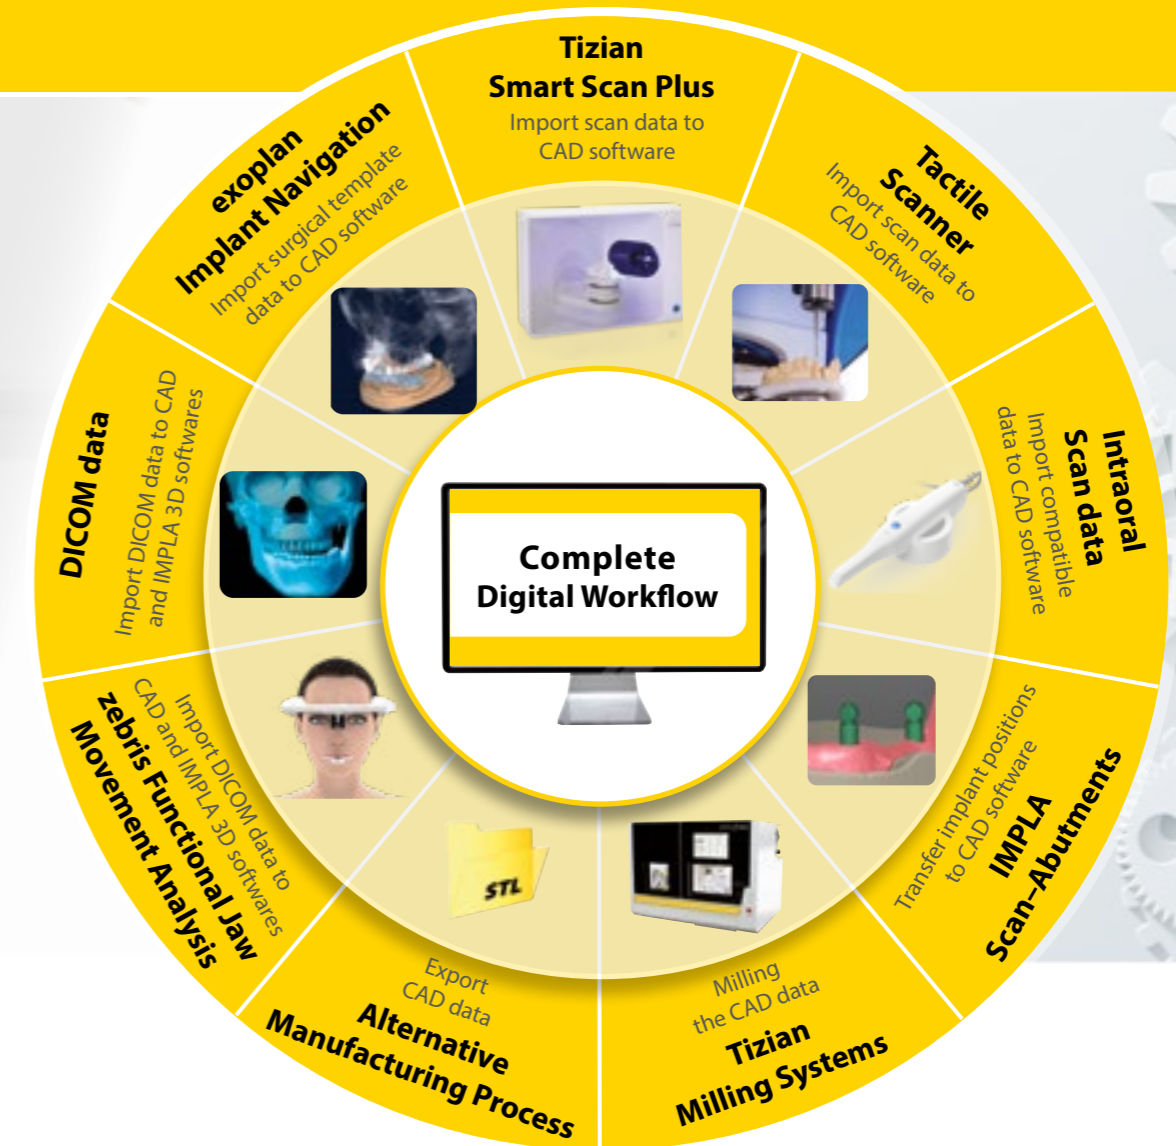 Tizian
Smart Scan Plus
Import scan data to
CAD software
Tactile
Scanner
Import scan data to
CAD software
Intraoral
Scan data
Import compatible
data to CAD software
Transfer implant positions
to CAD software
IMPLA
Scan–Abutments
Milling
the CAD data
Tizian
Milling Systems
Export
CAD data
Alternative
Manufacturing Process
STL
Import DICOM data to
CAD and IMPLA 3D softwares
zebris Functional Jaw
Movement Analysis
DICOM data
Import DICOM data to CAD
and IMPLA 3D softwares
exoplan
Implant Navigation
Import surgical template
data to CAD software
Complete
Digital Workflow